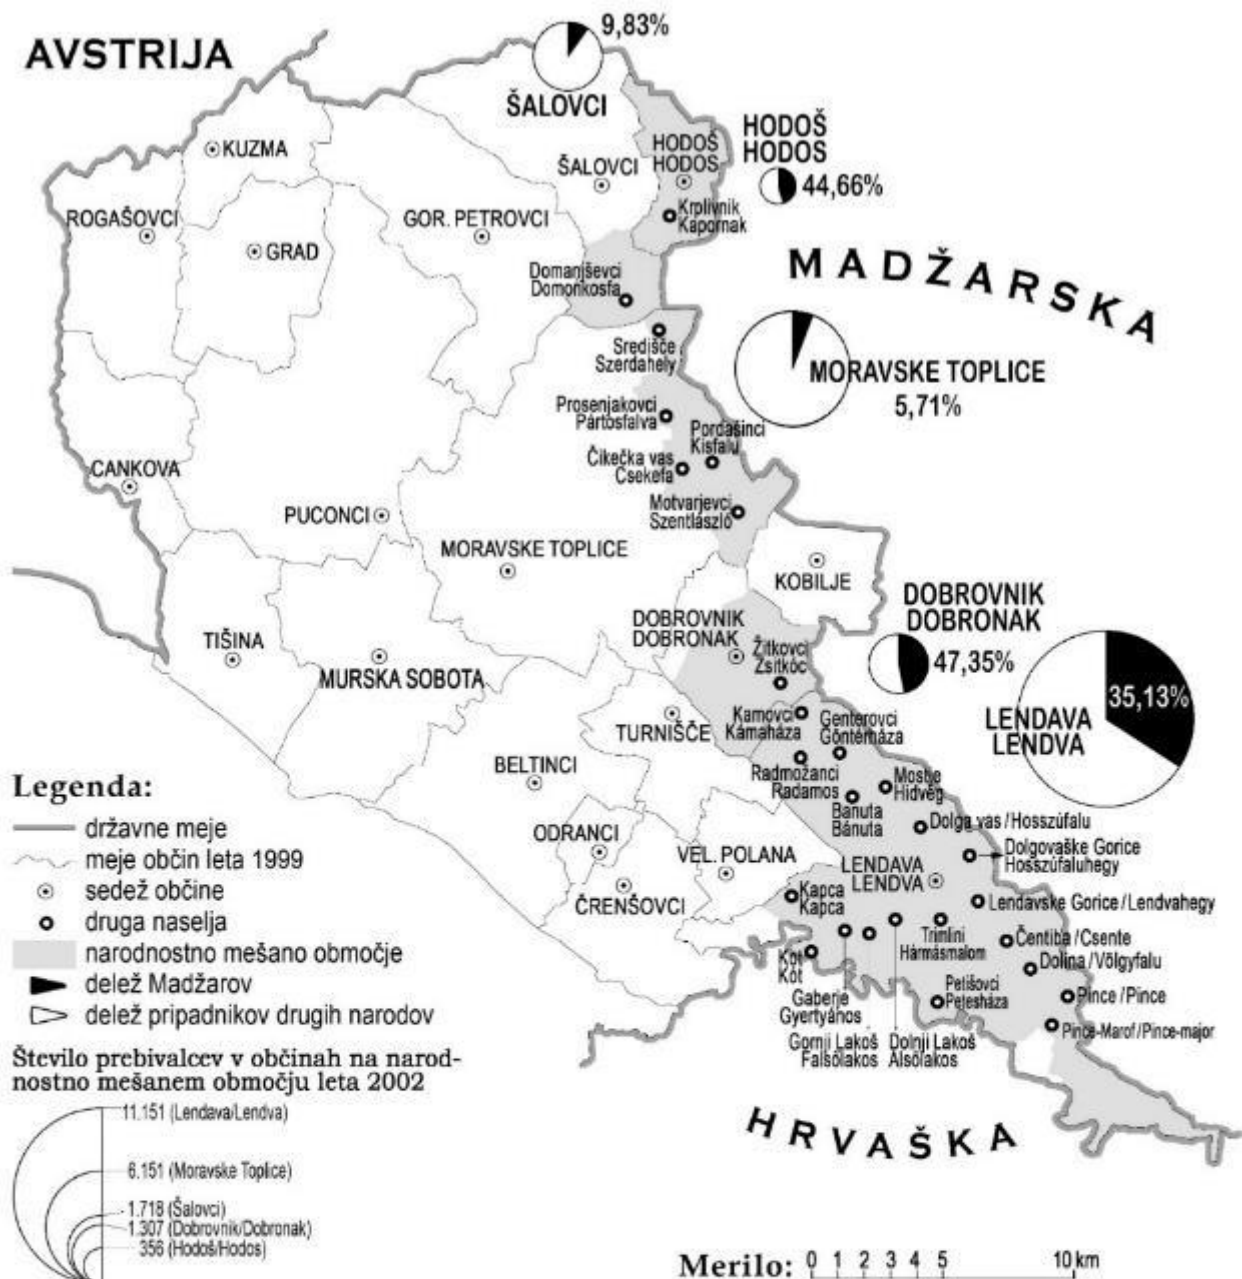 AVSTRIJA
9,83%
ŠALOVCI
HODOŠ
HODOS
44,66%
KUZMA
ŠALOVCI
HODOŠ
HODOS
Krplivnik
Kapornak
ROGAŠOVCI
GRAD
GOR. PETROVCI
MADŽARSKA
Domanjševci
Domonkosfa
Središče
Szerdahely
MORAVSKE TOPLICE
5,71%
Prosenjakovci
Pártosfalva
Pordašinci
Kisfalu
Čikečka vas
Csekefa
CANKOVA
Motvarjevci
Szentlászló
PUCONCI
MORAVSKE TOPLICE
KOBILJE
DOBROVNIK
DOBRONAK
47,35%
DOBROVNIK
DOBRONAK
Žitkovci
Zsitkóc
TIŠINA
MURSKA SOBOTA
35,13%
LENDAVA
LENDVA
Kamovci
Kámaháza
Genterovci
Göntérháza
TURNIŠČE
BELTINCI
Radmožanci
Radamos
Mostje
Hidvég
Banuta
Bánuta
Dolga vas / Hosszúfalu
ODRANCI
VEL. POLANA
Dolgovaške Gorice
Hosszúfaluhegy
LENDAVA
LENDVA
ČRENŠOVCI
Kapca
Kapca
Lendavske Gorice / Lendvahegy
Trimlini
Hármásmalom
Čentiba / Csente
Dolina / Völgyfalu
Kot
Kót
Petišovci
Petesháza
Pince / Pince
Gaberje
Gyertyános
Pince-Marof / Pince-major
Gornji Lakoš
Falsőlakos
Dolnji Lakoš
Alsólakos
HRVAŠKA
Legenda:
državne meje
meje občin leta 1999
sedež občine
druga naselja
narodnostno mešano območje
delež Madžarov
delež pripadnikov drugih narodov
Število prebivalcev v občinah na narod-
nostno mešanem območju leta 2002
11.151 (Lendava/Lendva)
6.151 (Moravske Toplice)
1.718 (Šalovci)
1.307 (Dobrovnik/Dobronak)
356 (Hodoš/Hodos)
Merilo: 0 1 2 3 4 5 10 km